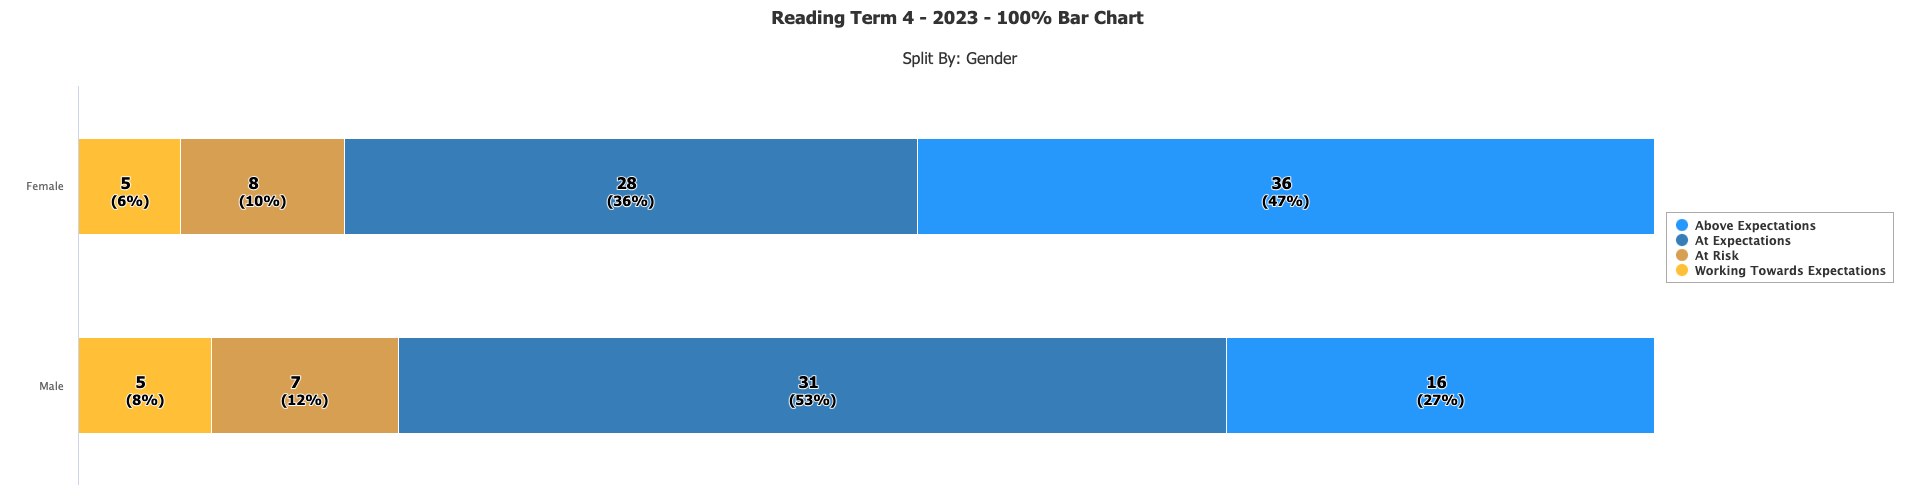 Reading Term 4 - 2023 - 100% Bar Chart
Split By: Gender
Female
5
(6%)
8
(10%)
28
(36%)
36
(47%)
Male
5
(8%)
7
(12%)
31
(53%)
16
(27%)
Above Expectations
At Expectations
At Risk
Working Towards Expectations